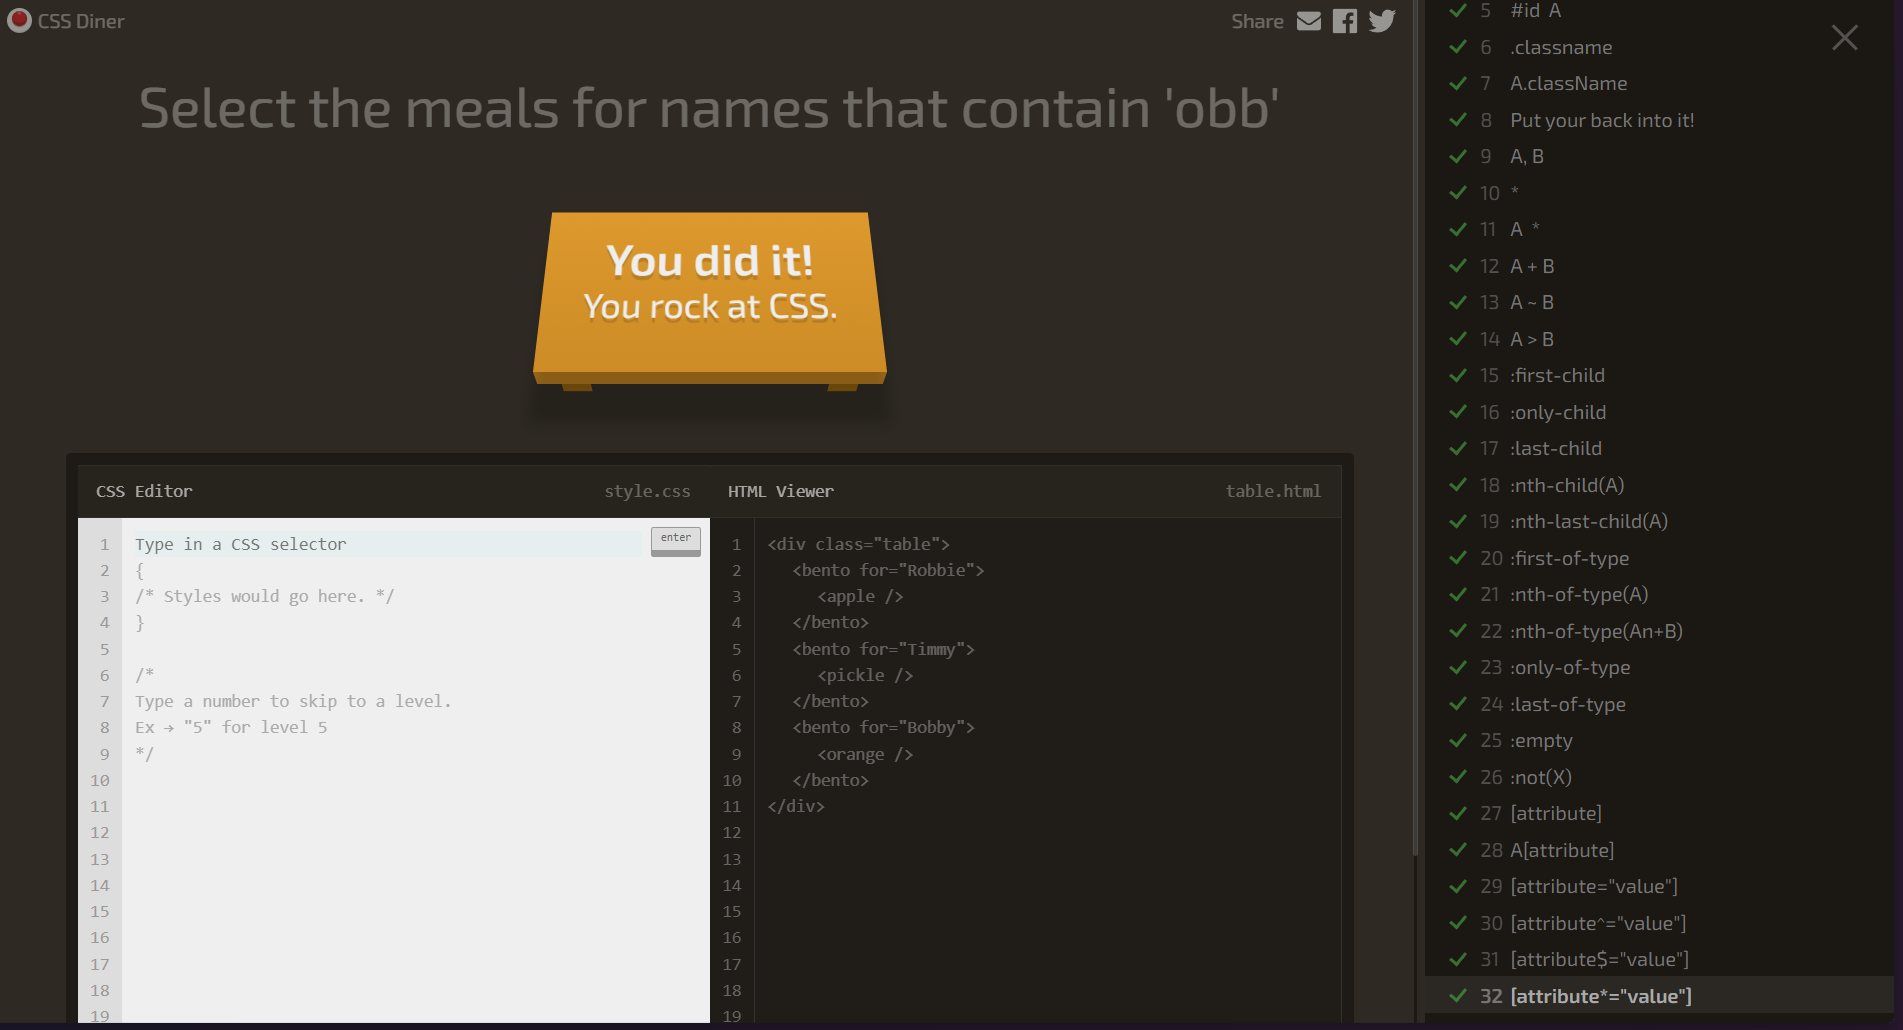 CSS Diner
Share
Select the meals for names that contain 'obb'
You did it!
You rock at CSS.
CSS Editor
style.css
HTML Viewer
table.html
1 Type in a CSS selector
enter
2 {
3 /* Styles would go here. */
4 }
5
6 /*
7 Type a number to skip to a level.
8 Ex → "5" for level 5
9 */
10
11
12
13
14
15
16
17
18
19
1 <div class="table">
2 <bento for="Robbie">
3 <apple />
4 </bento>
5 <bento for="Timmy">
6 <pickle />
7 </bento>
8 <bento for="Bobby">
9 <orange />
10 </bento>
11 </div>
12
13
14
15
16
17
18
19
5 #id A
6 .classname
7 A.className
8 Put your back into it!
9 A, B
10 *
11 A *
12 A + B
13 A ~ B
14 A > B
15 :first-child
16 :only-child
17 :last-child
18 :nth-child(A)
19 :nth-last-child(A)
20 :first-of-type
21 :nth-of-type(A)
22 :nth-of-type(An+B)
23 :only-of-type
24 :last-of-type
25 :empty
26 :not(X)
27 [attribute]
28 A[attribute]
29 [attribute="value"]
30 [attribute^="value"]
31 [attribute$="value"]
32 [attribute*="value"]